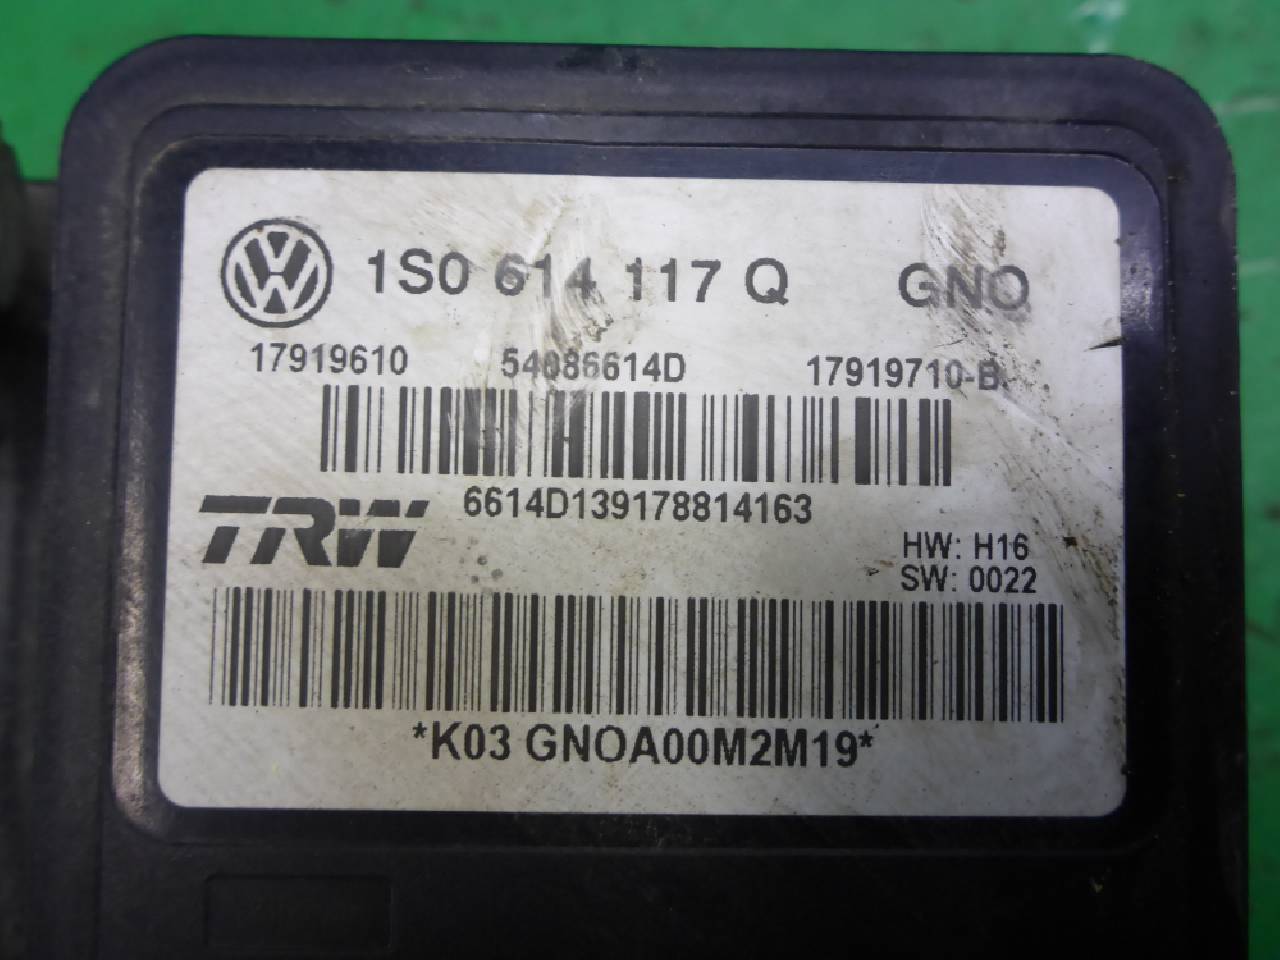 1S0 614 117 Q GNO
17919610 54086614D 17919710-B
6614D139178814163
TRW
HW: H16
SW: 0022
*K03 GNOA00M2M19*